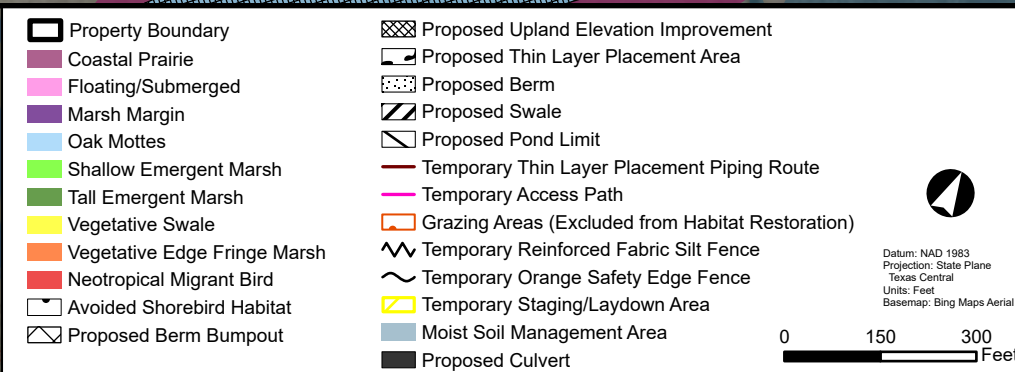 Property Boundary
Coastal Prairie
Floating/Submerged
Marsh Margin
Oak Mottes
Shallow Emergent Marsh
Tall Emergent Marsh
Vegetative Swale
Vegetative Edge Fringe Marsh
Neotropical Migrant Bird
Avoided Shorebird Habitat
Proposed Berm Bumpout
Proposed Upland Elevation Improvement
Proposed Thin Layer Placement Area
Proposed Berm
Proposed Swale
Proposed Pond Limit
Temporary Thin Layer Placement Piping Route
Temporary Access Path
Grazing Areas (Excluded from Habitat Restoration)
Temporary Reinforced Fabric Silt Fence
Temporary Orange Safety Edge Fence
Temporary Staging/Laydown Area
Moist Soil Management Area
Proposed Culvert
Datum: NAD 1983
Projection: State Plane
Texas Central
Units: Feet
Basemap: Bing Maps Aerial
0 150 300
Feet